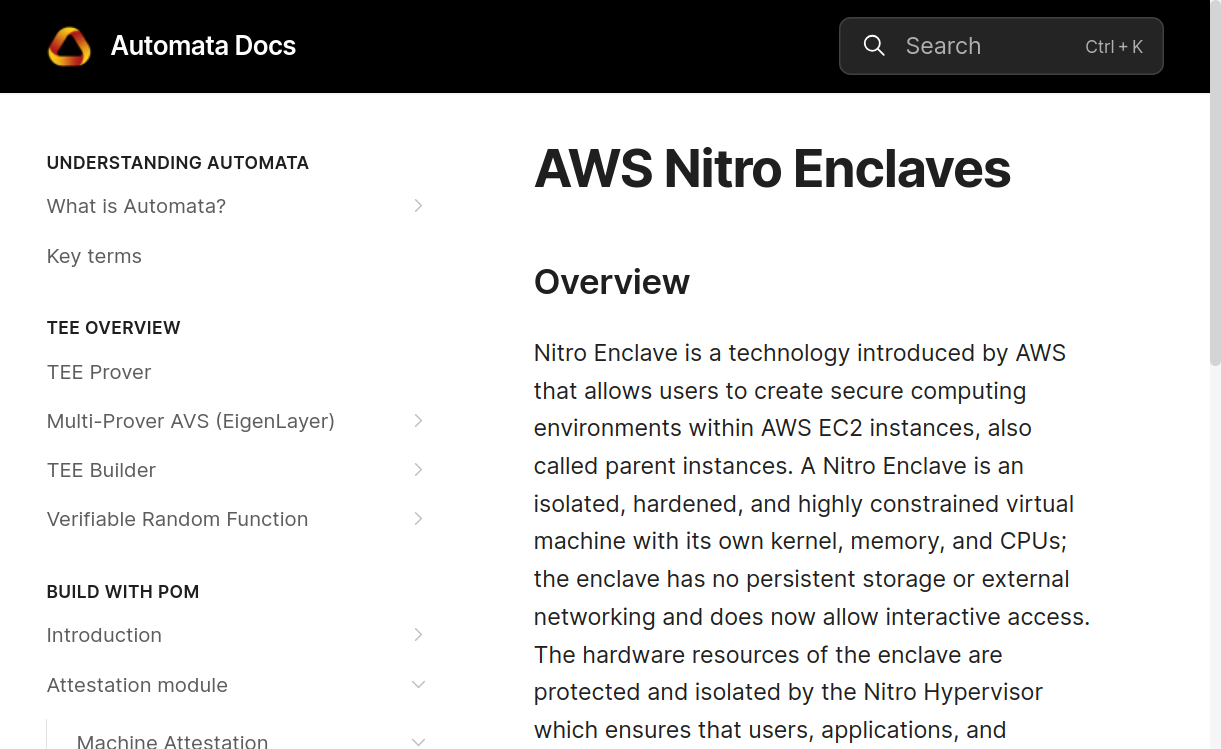 Automata Docs
Search
Ctrl + K
UNDERSTANDING AUTOMATA
What is Automata?
Key terms
TEE OVERVIEW
TEE Prover
Multi-Prover AVS (EigenLayer)
TEE Builder
Verifiable Random Function
BUILD WITH POM
Introduction
Attestation module
Machine Attestation
AWS Nitro Enclaves
Overview
Nitro Enclave is a technology introduced by AWS
that allows users to create secure computing
environments within AWS EC2 instances, also
called parent instances. A Nitro Enclave is an
isolated, hardened, and highly constrained virtual
machine with its own kernel, memory, and CPUs;
the enclave has no persistent storage or external
networking and does now allow interactive access.
The hardware resources of the enclave are
protected and isolated by the Nitro Hypervisor
which ensures that users, applications, and